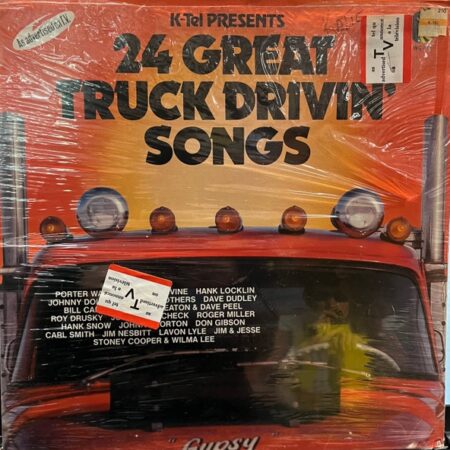 As advertised on T.V.
K-Tel PRESENTS
24 GREAT
TRUCK DRIVIN'
SONGS
TV
TV
PORTER WA VINE HANK LOCKLIN
JOHNNY DO OTHERS DAVE DUDLEY
BILL CA EATON & DAVE PEEL
ROY DRUSKY CHECK ROGER MILLER
HANK SNOW JOHN ORTON DON GIBSON
CARL SMITH JIM NESBITT LAVON LYLE JIM & JESSE
STONEY COOPER & WILMA LEE
"Gypsy